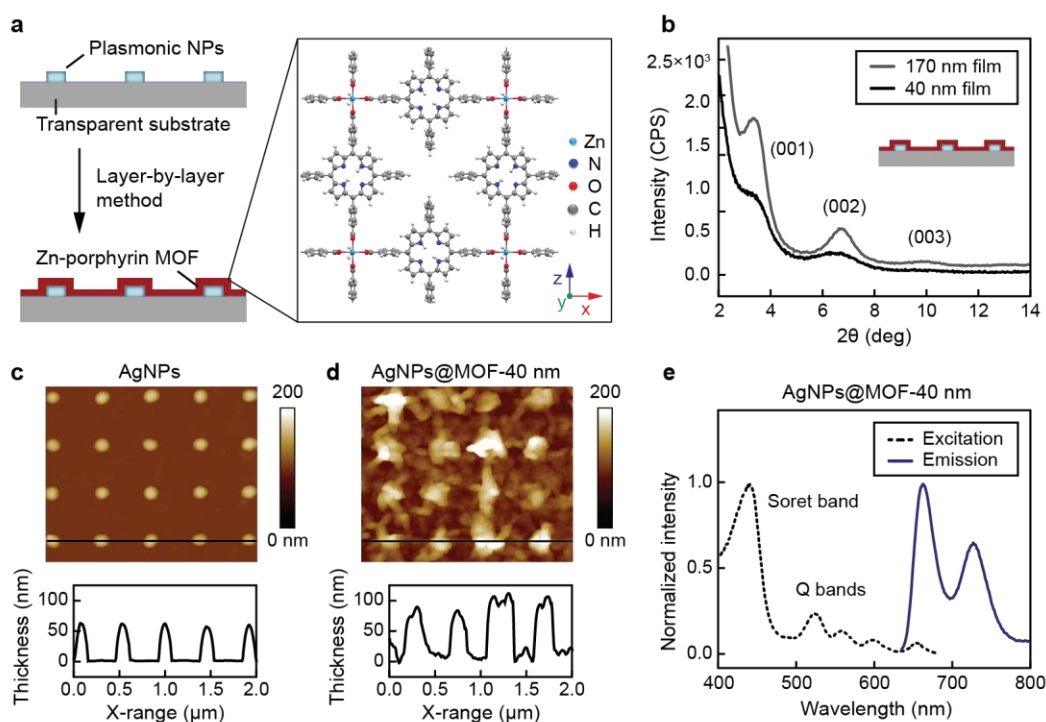 a
Plasmonic NPs
Transparent substrate
Layer-by-layer
method
Zn-porphyrin MOF
Zn
N
O
C
H
z
y
x
b
Intensity (CPS)
2.5×10³
2.0
1.5
1.0
0.5
0.0
170 nm film
40 nm film
(001)
(002)
(003)
2 4 6 8 10 12 14
2θ (deg)
c
AgNPs
200
0 nm
Thickness (nm)
100
50
0
0.0 0.5 1.0 1.5 2.0
X-range (μm)
d
AgNPs@MOF-40 nm
200
0 nm
Thickness (nm)
100
50
0
0.0 0.5 1.0 1.5 2.0
X-range (μm)
e
AgNPs@MOF-40 nm
Excitation
Emission
Normalized intensity
1.0
0.5
0.0
Soret band
Q bands
400 500 600 700 800
Wavelength (nm)